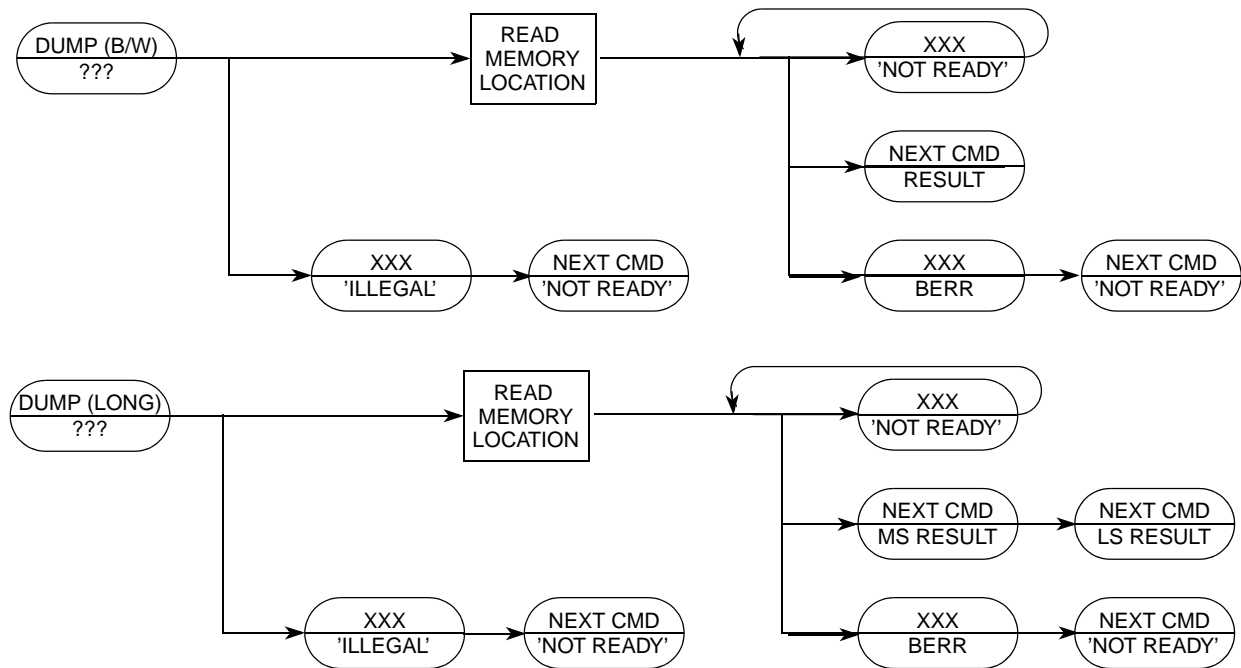 DUMP (B/W)
???
READ
MEMORY
LOCATION
XXX
'NOT READY'
NEXT CMD
RESULT
XXX
'ILLEGAL'
NEXT CMD
'NOT READY'
XXX
BERR
NEXT CMD
'NOT READY'
DUMP (LONG)
???
READ
MEMORY
LOCATION
XXX
'NOT READY'
NEXT CMD
MS RESULT
NEXT CMD
LS RESULT
XXX
'ILLEGAL'
NEXT CMD
'NOT READY'
XXX
BERR
NEXT CMD
'NOT READY'